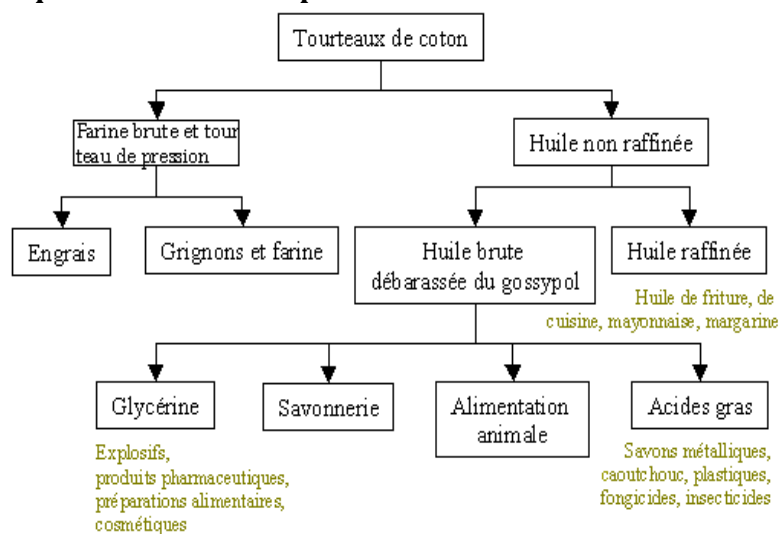 Tourteaux de coton
Farine brute et tour
teau de pression
Huile non raffinée
Engrais
Grignons et farine
Huile brute
débarassée du gossypol
Huile raffinée
Huile de friture, de
cuisine, mayonnaise, margarine
Glycérine
Savonnerie
Alimentation
animale
Acides gras
Explosifs,
produits pharmaceutiques,
préparations alimentaires,
cosmétiques
Savons métalliques,
caoutchouc, plastiques,
fongicides, insecticides